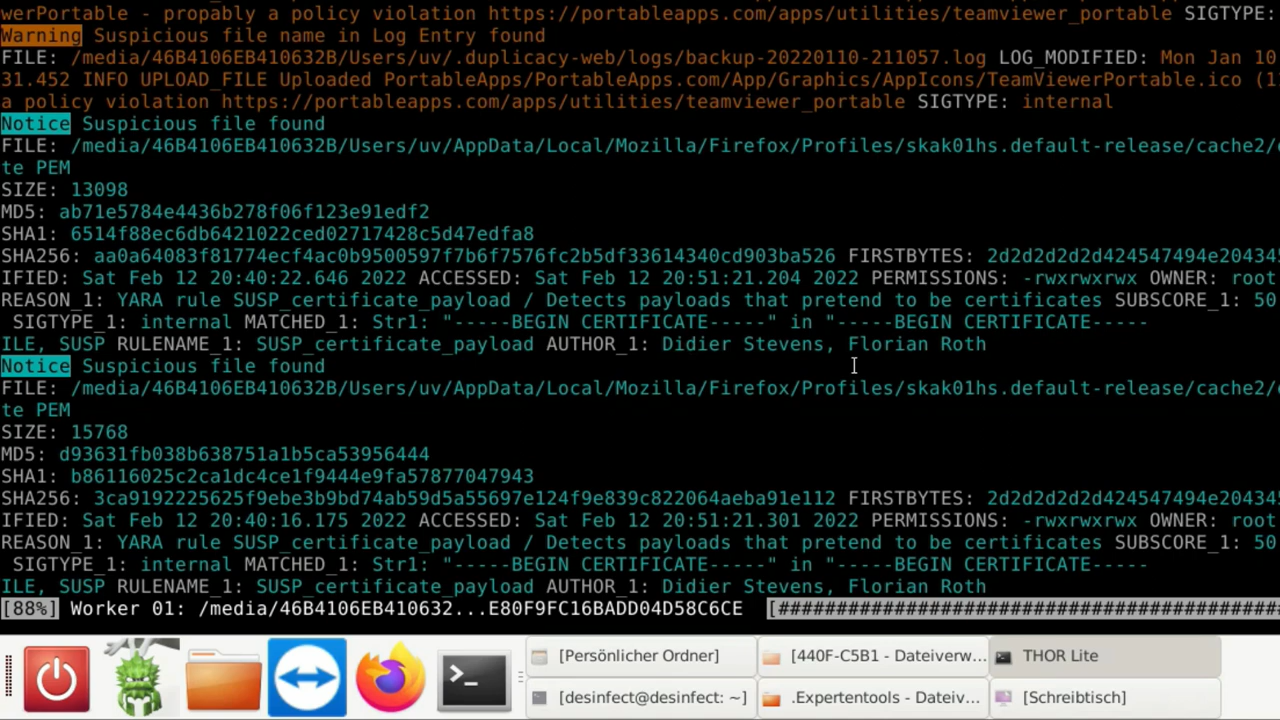 werPortable - propably a policy violation https://portableapps.com/apps/utilities/teamviewer_portable SIGTYPE:
Warning Suspicious file name in Log Entry found
FILE: /media/46B4106EB410632B/Users/uv/.duplicacy-web/logs/backup-20220110-211057.log LOG_MODIFIED: Mon Jan 10
31.452 INFO UPLOAD_FILE Uploaded PortableApps/PortableApps.com/App/Graphics/AppIcons/TeamViewerPortable.ico (1
a policy violation https://portableapps.com/apps/utilities/teamviewer_portable SIGTYPE: internal
Notice Suspicious file found
FILE: /media/46B4106EB410632B/Users/uv/AppData/Local/Mozilla/Firefox/Profiles/skak01hs.default-release/cache2/
te PEM
SIZE: 13098
MD5: ab71e5784e4436b278f06f123e91edf2
SHA1: 6514f88ec6db6421022ced02717428c5d47edfa8
SHA256: aa0a64083f81774ecf4ac0b9500597f7b6f7576fc2b5df33614340cd903ba526 FIRSTBYTES: 2d2d2d2d2d424547494e204345
IFIED: Sat Feb 12 20:40:22.646 2022 ACCESSED: Sat Feb 12 20:51:21.204 2022 PERMISSIONS: -rwxrwxrwx OWNER: root
REASON_1: YARA rule SUSP_certificate_payload / Detects payloads that pretend to be certificates SUBSCORE_1: 50
SIGTYPE_1: internal MATCHED_1: Str1: "-----BEGIN CERTIFICATE-----" in "-----BEGIN CERTIFICATE-----
ILE, SUSP RULENAME_1: SUSP_certificate_payload AUTHOR_1: Didier Stevens, Florian Roth
Notice Suspicious file found
FILE: /media/46B4106EB410632B/Users/uv/AppData/Local/Mozilla/Firefox/Profiles/skak01hs.default-release/cache2/
te PEM
SIZE: 15768
MD5: d93631fb038b638751a1b5ca53956444
SHA1: b86116025c2ca1dc4ce1f9444e9fa57877047943
SHA256: 3ca9192225625f9ebe3b9bd74ab59d5a55697e124f9e839c822064aeba91e112 FIRSTBYTES: 2d2d2d2d2d424547494e204345
IFIED: Sat Feb 12 20:40:16.175 2022 ACCESSED: Sat Feb 12 20:51:21.301 2022 PERMISSIONS: -rwxrwxrwx OWNER: root
REASON_1: YARA rule SUSP_certificate_payload / Detects payloads that pretend to be certificates SUBSCORE_1: 50
SIGTYPE_1: internal MATCHED_1: Str1: "-----BEGIN CERTIFICATE-----" in "-----BEGIN CERTIFICATE-----
ILE, SUSP RULENAME_1: SUSP_certificate_payload AUTHOR_1: Didier Stevens, Florian Roth
[88%] Worker 01: /media/46B4106EB410632...E80F9FC16BADD04D58C6CE [###########################################
[Persönlicher Ordner] [440F-C5B1 - Dateiverw... THOR Lite
[desinfect@desinfect: ~] .Expertentools - Dateiv... [Schreibtisch]